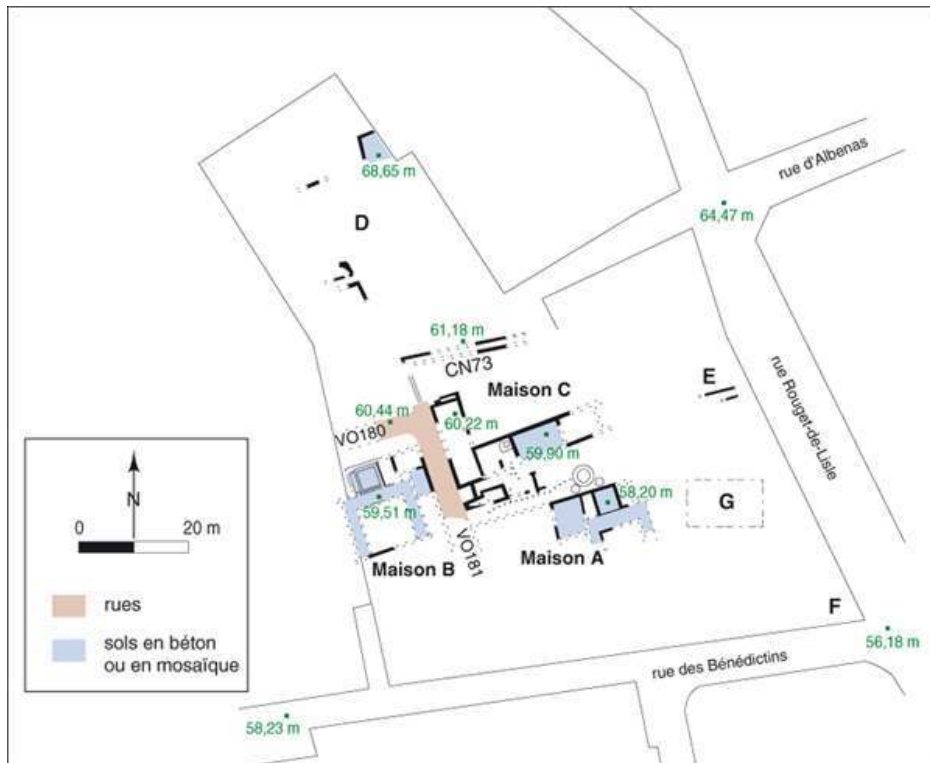 rue d'Albenas
68,65 m
64,47 m
D
61,18 m
CN73
rue Rouget-de-Lisle
E
Maison C
60,44 m
60,22 m
VO180
59,90 m
N
0 20 m
59,51 m
58,20 m
G
VO181
Maison B
Maison A
rues
F
sols en béton
ou en mosaïque
56,18 m
rue des Bénédictins
58,23 m